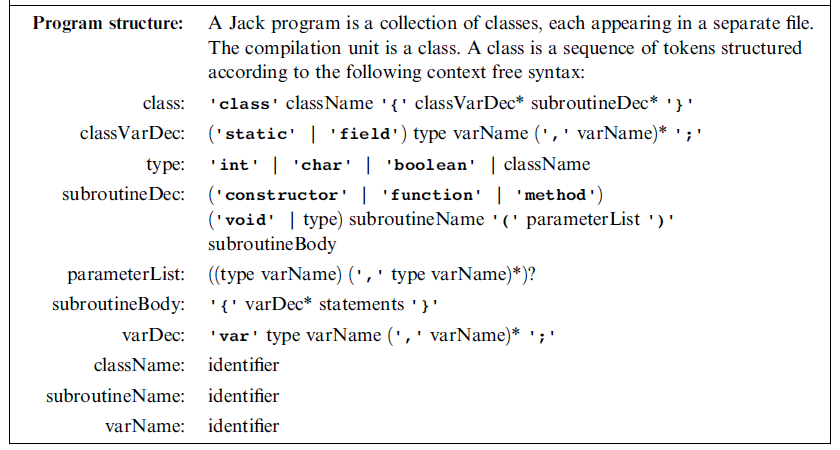 Program structure: A Jack program is a collection of classes, each appearing in a separate file.
The compilation unit is a class. A class is a sequence of tokens structured
according to the following context free syntax:
class: 'class' className '{' classVarDec* subroutineDec* '}'
classVarDec: ('static' | 'field') type varName (',' varName)* ';'
type: 'int' | 'char' | 'boolean' | className
subroutineDec: ('constructor' | 'function' | 'method')
('void' | type) subroutineName '(' parameterList ')'
subroutineBody
parameterList: ((type varName) (',' type varName)*)?
subroutineBody: '{' varDec* statements '}'
varDec: 'var' type varName (',' varName)* ';'
className: identifier
subroutineName: identifier
varName: identifier